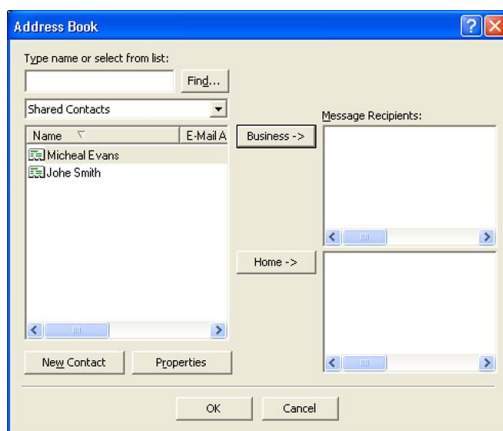 Address Book
Type name or select from list:
Find...
Shared Contacts
Message Recipients:
Name E-Mail A
Business ->
Micheal Evans
Johe Smith
Home ->
New Contact Properties
OK Cancel